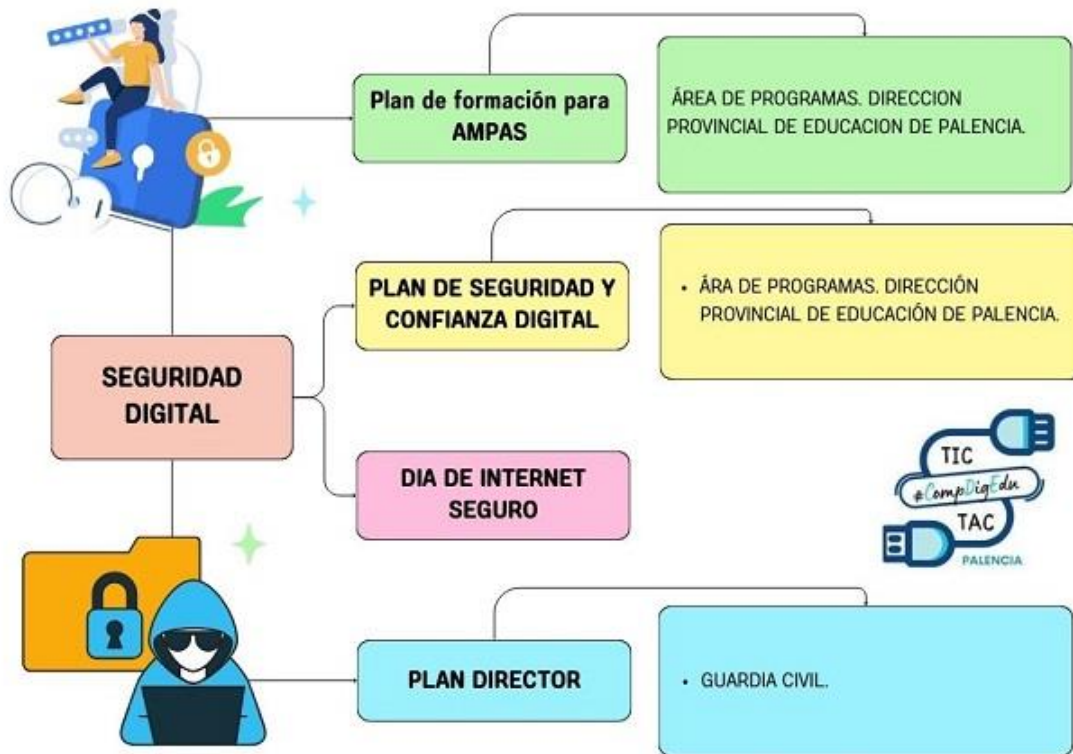 Plan de formación para
AMPAS
ÁREA DE PROGRAMAS. DIRECCION
PROVINCIAL DE EDUCACION DE PALENCIA.
PLAN DE SEGURIDAD Y
CONFIANZA DIGITAL
• ÁRA DE PROGRAMAS. DIRECCIÓN
PROVINCIAL DE EDUCACIÓN DE PALENCIA.
SEGURIDAD
DIGITAL
DIA DE INTERNET
SEGURO
TIC
#CompDigEdu
TAC
PALENCIA
PLAN DIRECTOR
• GUARDIA CIVIL.